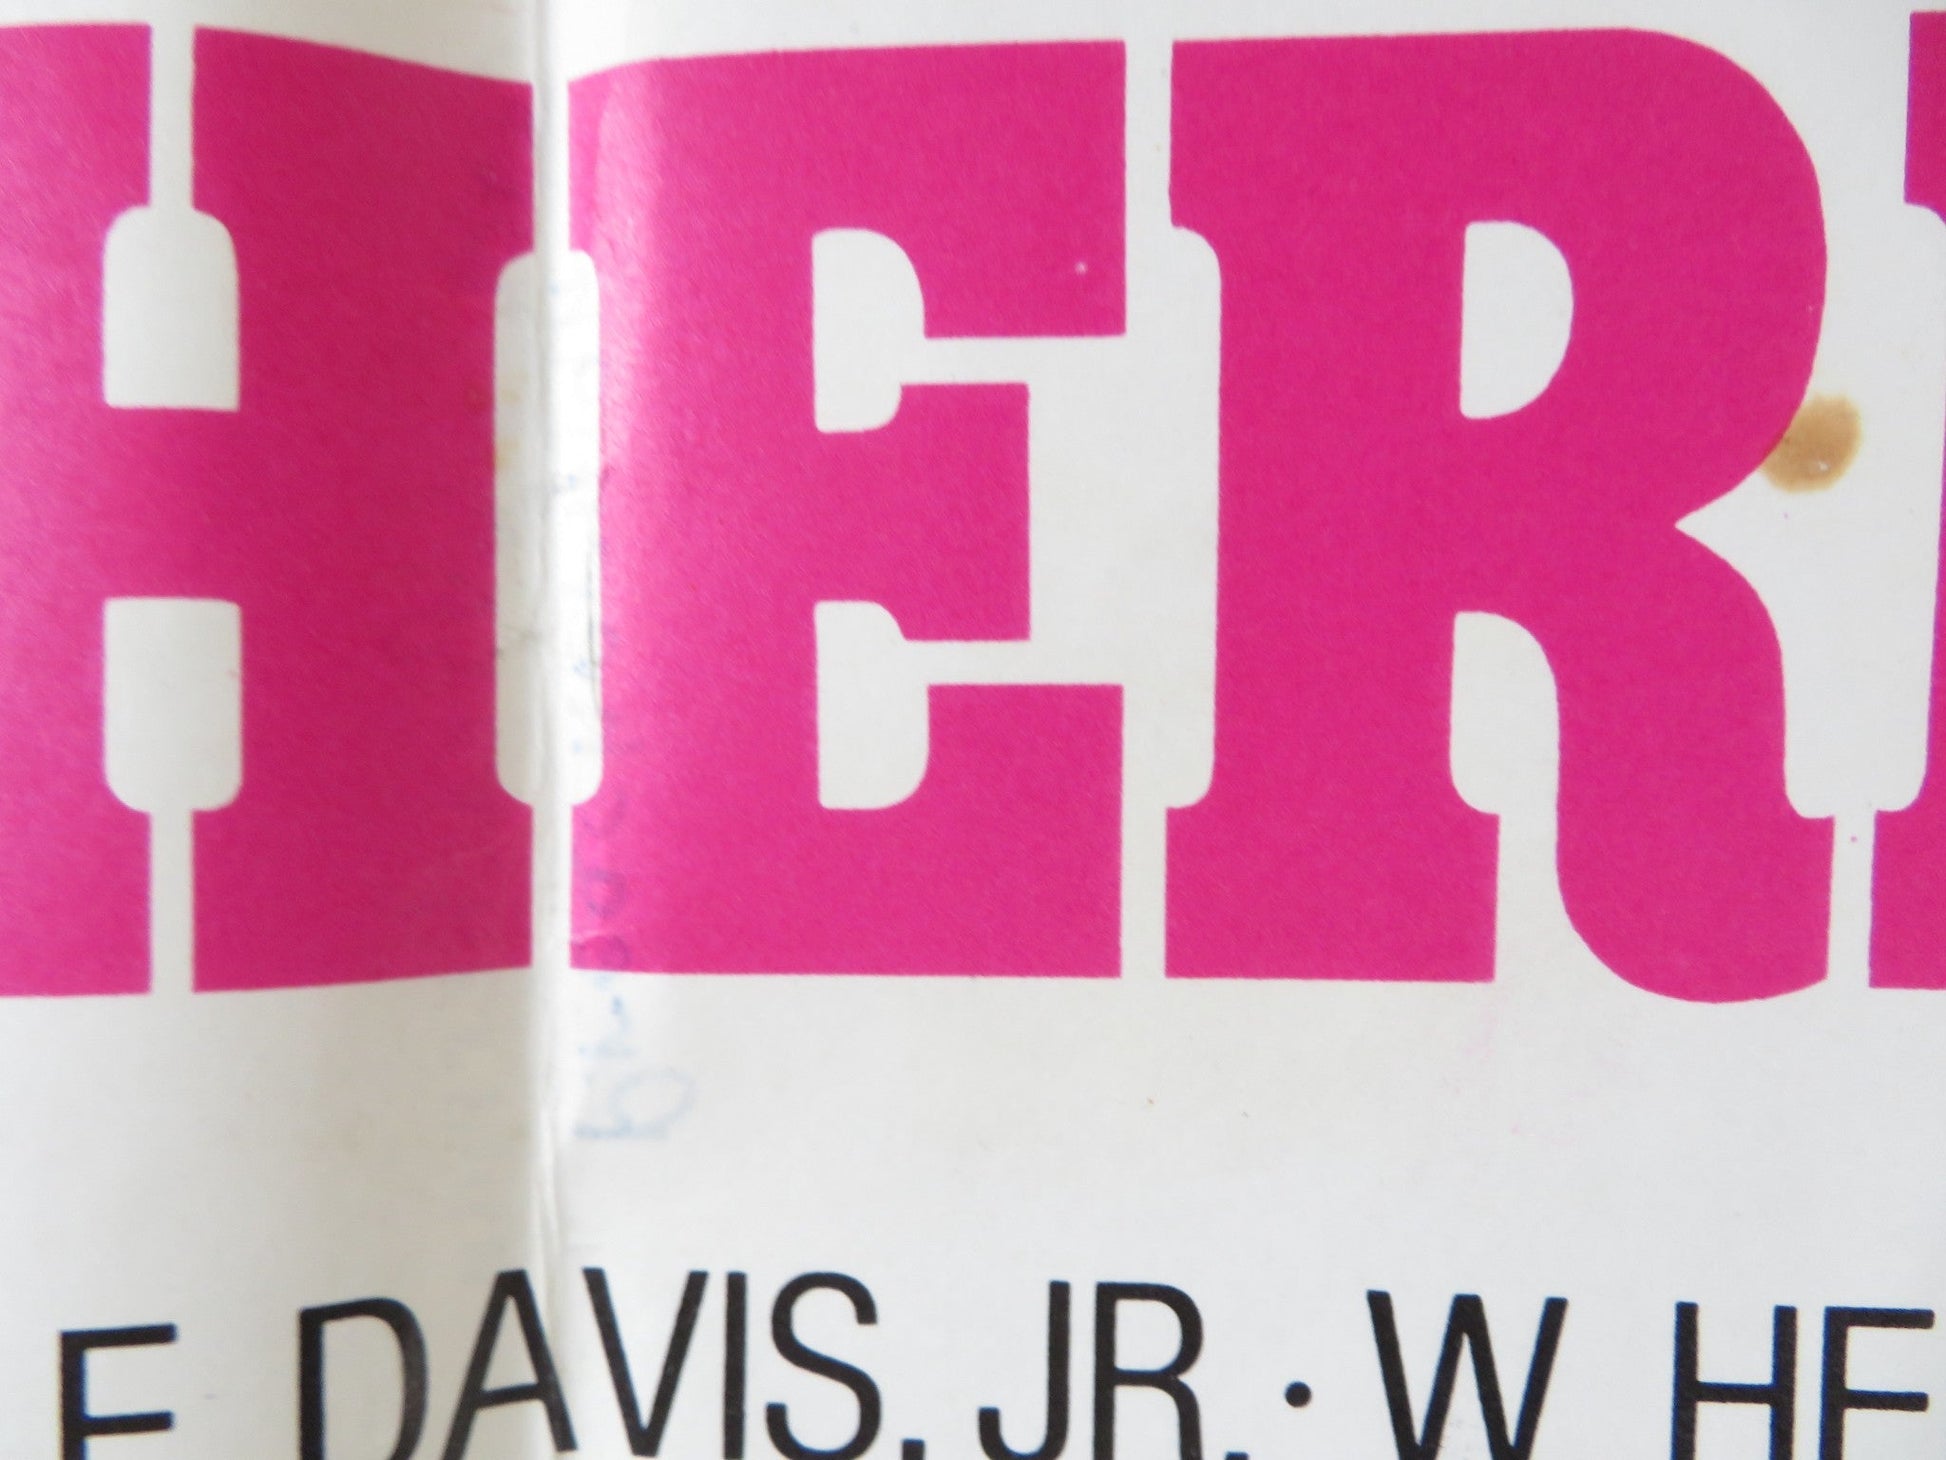 HER
E. DAVIS, JR. · W HE